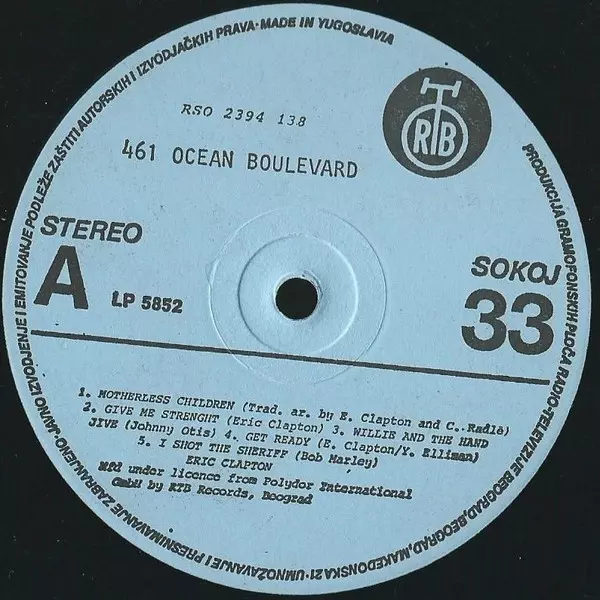 UMNOŽAVANJE I PRESNIMAVANJE ZABRANJENO·JAVNO IZVODJENJE I EMITOVANJE PODLEŽE ZAŠTITI AUTORSKIH I IZVODJAČKIH PRAVA·MADE IN YUGOSLAVIA
PRODUKCIJA GRAMOFONSKIH PLOČA RADIO-TELEVIZIJE BEOGRAD, BEOGRAD, MAKEDONSKA 21·
RTB
RSO 2394 138
461 OCEAN BOULEVARD
STEREO
A
LP 5852
SOKOJ
33
1. MOTHERLESS CHILDREN (Trad. ar. by E. Clapton and C. Radle)
2. GIVE ME STRENGHT (Eric Clapton) 3. WILLIE AND THE HAND
JIVE (Johnny Otis) 4. GET READY (E. Clapton/Y. Elliman)
5. I SHOT THE SHERIFF (Bob Marley)
ERIC CLAPTON
Mfd under licence from Polydor International
GmbH by RTB Records, Beograd